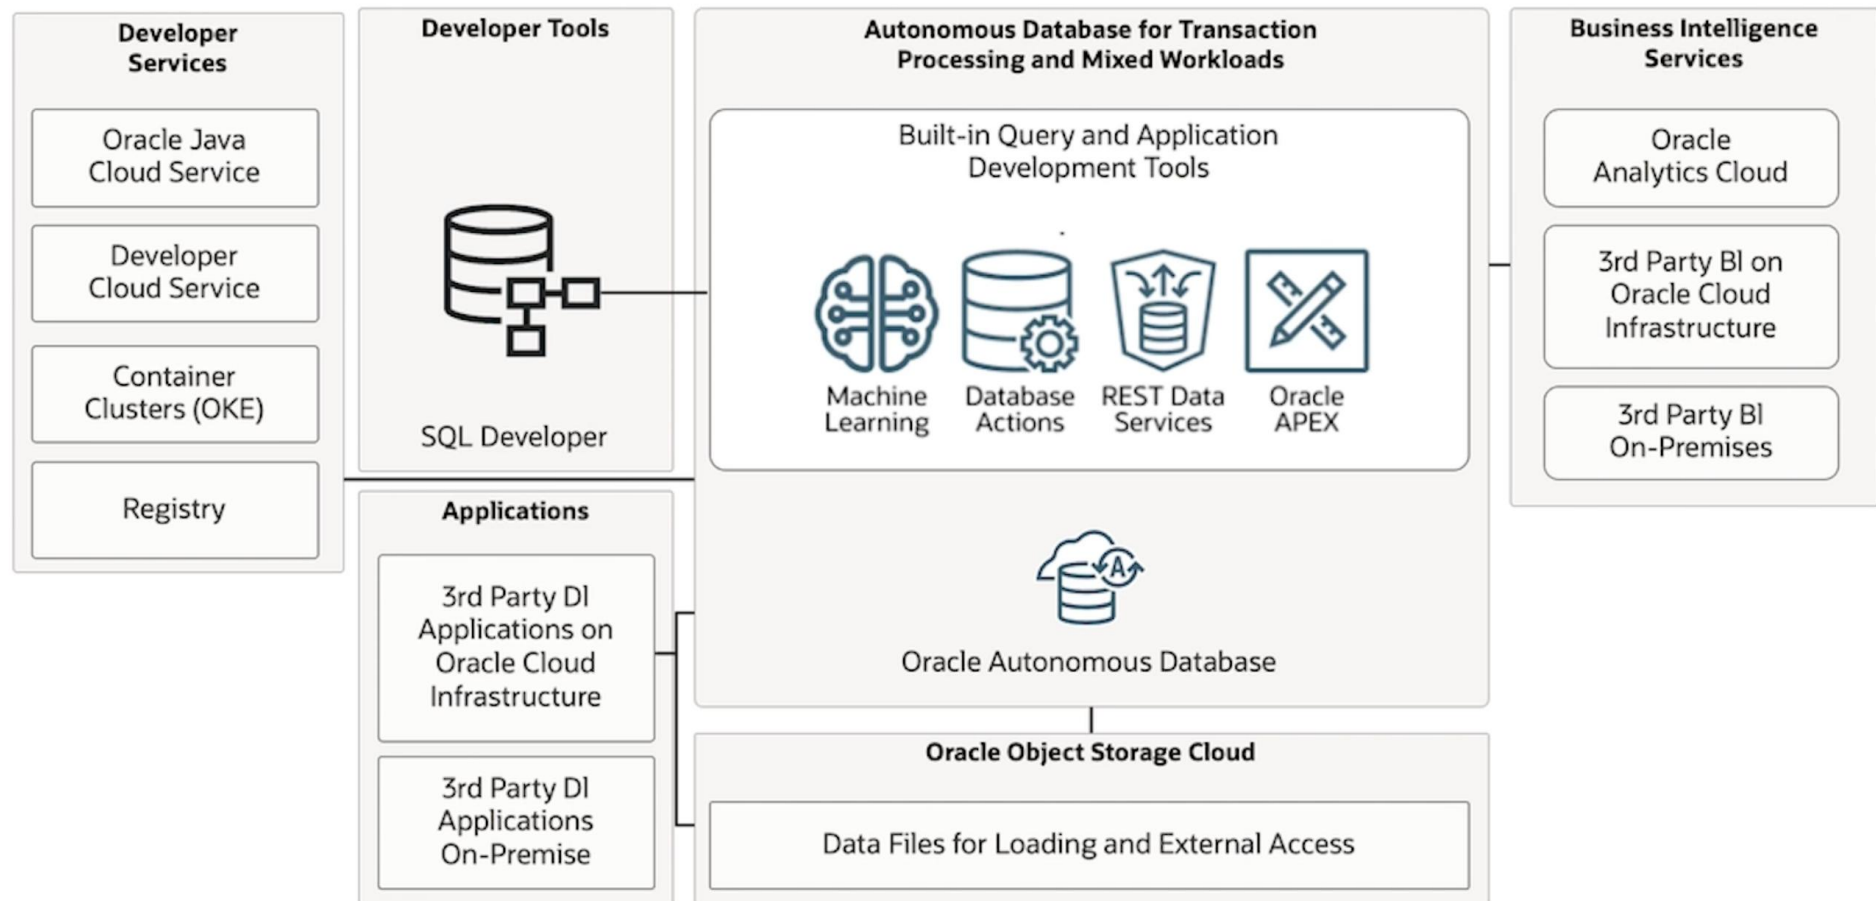 Developer
Services
Oracle Java
Cloud Service
Developer
Cloud Service
Container
Clusters (OKE)
Registry
Developer Tools
SQL Developer
Applications
3rd Party Dl
Applications on
Oracle Cloud
Infrastructure
3rd Party Dl
Applications
On-Premise
Autonomous Database for Transaction
Processing and Mixed Workloads
Built-in Query and Application
Development Tools
Machine
Learning
Database
Actions
REST Data
Services
Oracle
APEX
A
Oracle Autonomous Database
Oracle Object Storage Cloud
Data Files for Loading and External Access
Business Intelligence
Services
Oracle
Analytics Cloud
3rd Party Bl on
Oracle Cloud
Infrastructure
3rd Party Bl
On-Premises